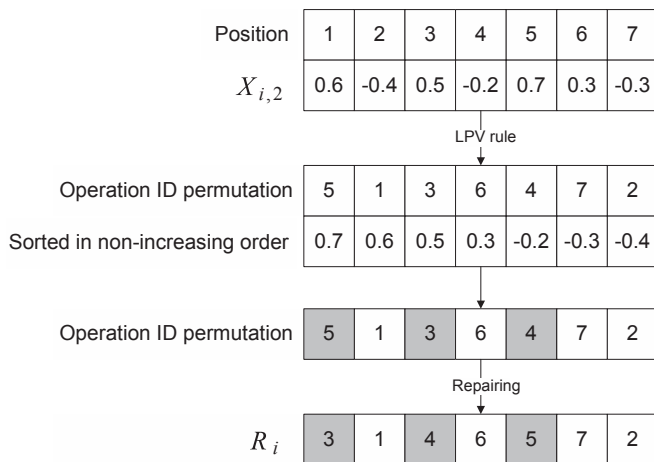 Position 1 2 3 4 5 6 7
X i,2 0.6 -0.4 0.5 -0.2 0.7 0.3 -0.3
LPV rule
Operation ID permutation 5 1 3 6 4 7 2
Sorted in non-increasing order 0.7 0.6 0.5 0.3 -0.2 -0.3 -0.4
Operation ID permutation 5 1 3 6 4 7 2
Repairing
R i 3 1 4 6 5 7 2